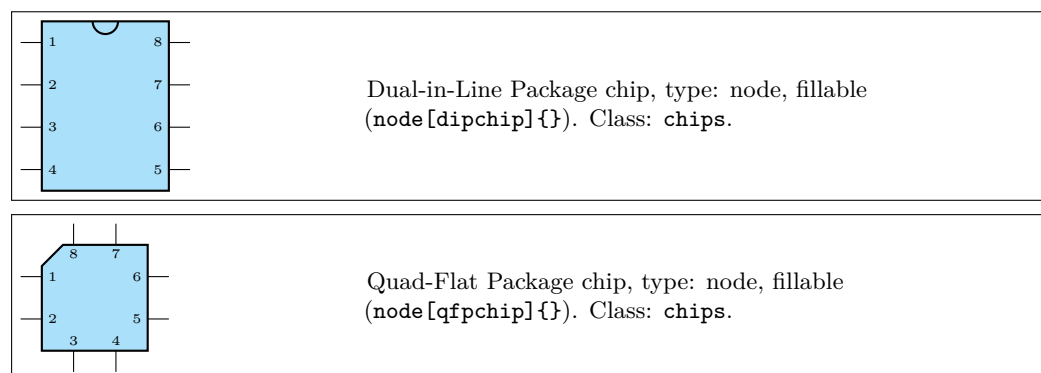 1 8
2 7
3 6
4 5
Dual-in-Line Package chip, type: node, fillable
(node[dipchip]{}). Class: chips.
8 7
1 6
2 5
3 4
Quad-Flat Package chip, type: node, fillable
(node[qfpchip]{}). Class: chips.